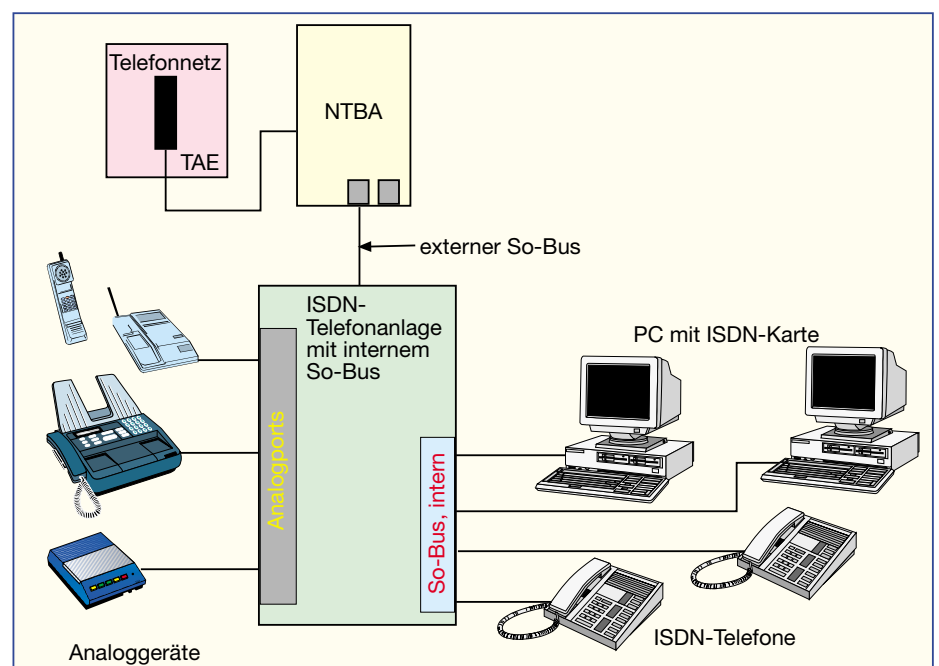 Telefonnetz
TAE
NTBA
externer So-Bus
ISDN-
Telefonanlage
mit internem
So-Bus
Analogports
So-Bus, intern
PC mit ISDN-Karte
ISDN-Telefone
Analoggeräte